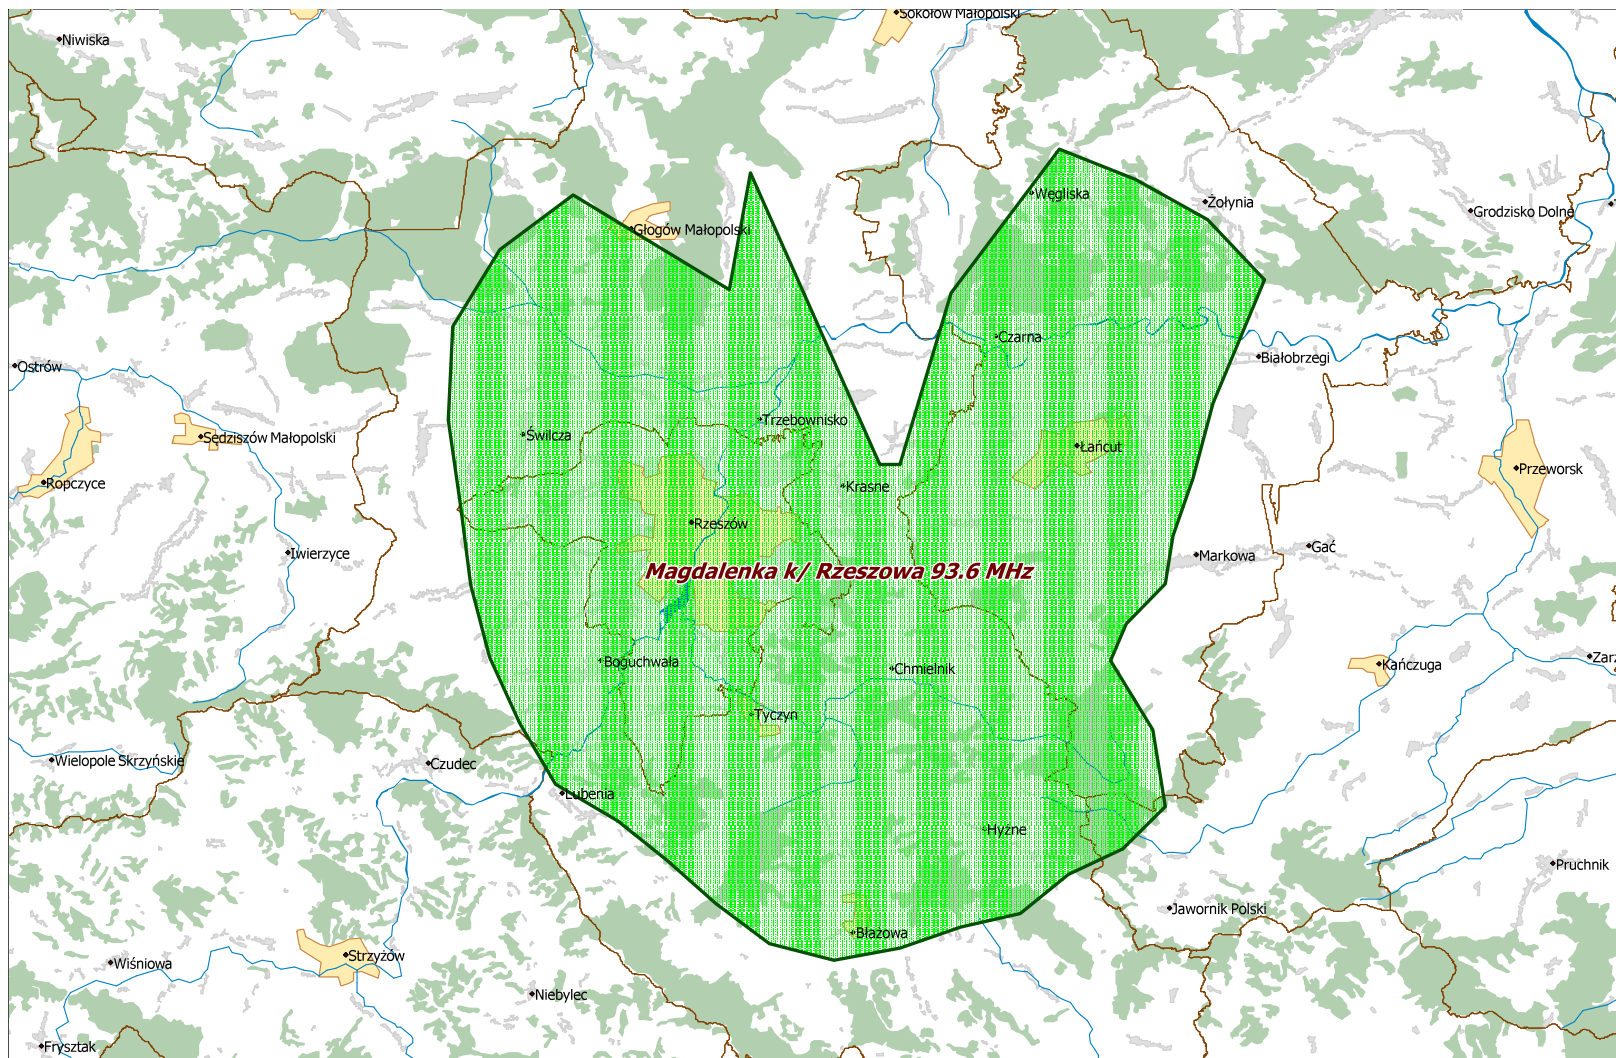 Sokołów Małopolski
Niwiska
Węgliska
Żołynia
Grodzisko Dolne
Głogów Małopolski
Czarna
Białobrzegi
Ostrów
Trzebownisko
Świlcza
Sędziszów Małopolski
Łańcut
Przeworsk
Ropczyce
Krasne
Rzeszów
Iwierzyce
Markowa
Gać
Magdalenka k/ Rzeszowa 93.6 MHz
Boguchwała
Chmielnik
Kańczuga
Zarz
Tyczyn
Wielopole Skrzyńskie
Czudec
Lubenia
Hyżne
Pruchnik
Jawornik Polski
Błażowa
Strzyżów
Wiśniowa
Niebylec
Frysztak